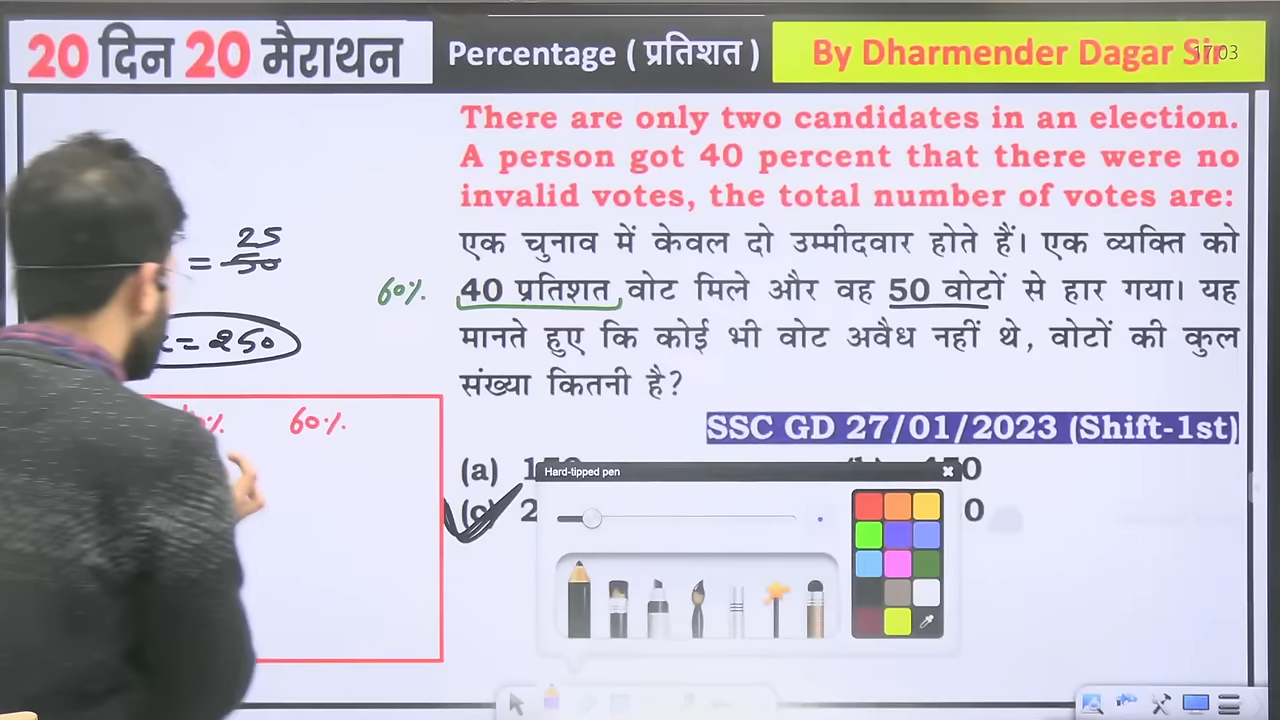 20 दिन 20 मैराथन
Percentage ( प्रतिशत )
By Dharmender Dagar Sir
17:03
There are only two candidates in an election.
A person got 40 percent that there were no
invalid votes, the total number of votes are:
एक चुनाव में केवल दो उम्मीदवार होते हैं। एक व्यक्ति को
40 प्रतिशत वोट मिले और वह 50 वोटों से हार गया। यह
मानते हुए कि कोई भी वोट अवैध नहीं थे, वोटों की कुल
संख्या कितनी है?
SSC GD 27/01/2023 (Shift-1st)
(a)
(c) 2
Hard-tipped pen
60%.
25
= 50
= 250
60%.